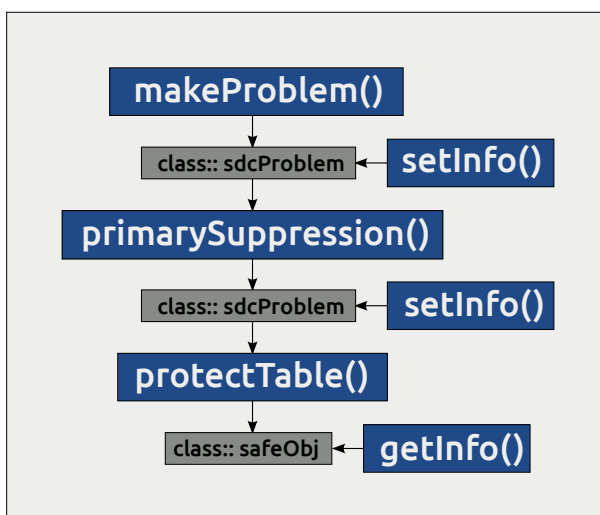 makeProblem()
class:: sdcProblem
setInfo()
primarySuppression()
class:: sdcProblem
setInfo()
protectTable()
class:: safeObj
getInfo()